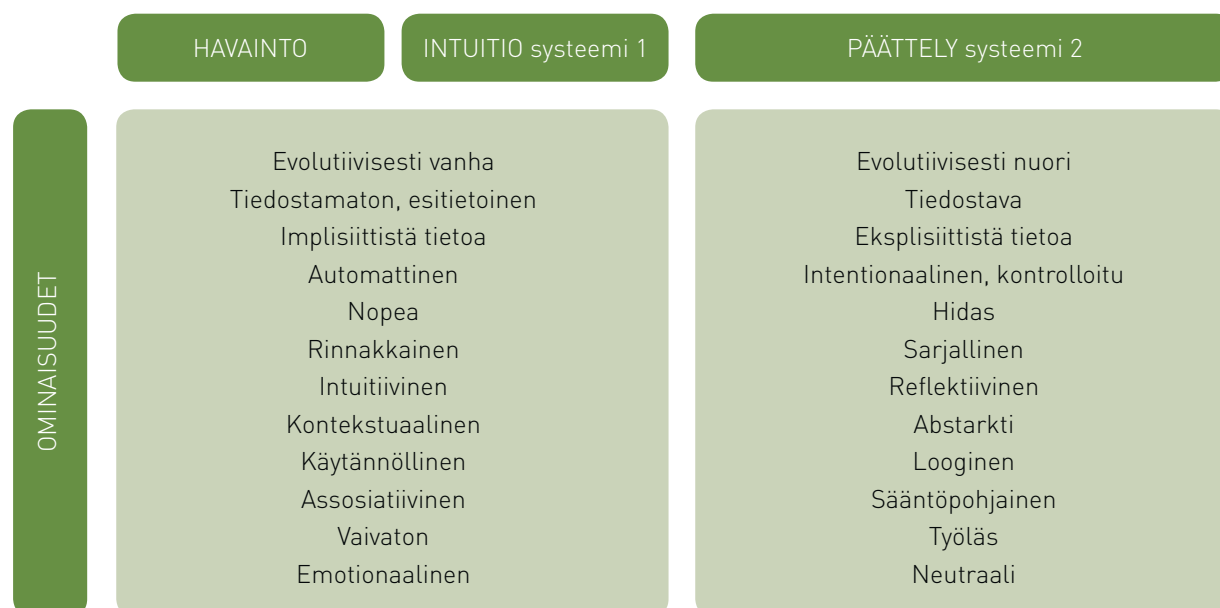 HAVAINTO
INTUITIO systeemi 1
PÄÄTTELY systeemi 2
OMINAISUUDET
Evolutiivisesti vanha
Tiedostamaton, esitietoinen
Implisiittistä tietoa
Automattinen
Nopea
Rinnakkainen
Intuitiivinen
Kontekstuaalinen
Käytännöllinen
Assosiatiivinen
Vaivaton
Emotionaalinen
Evolutiivisesti nuori
Tiedostava
Eksplisiittistä tietoa
Intentionaalinen, kontrolloitu
Hidas
Sarjallinen
Reflektiivinen
Abstarkti
Looginen
Sääntöpohjainen
Työläs
Neutraali